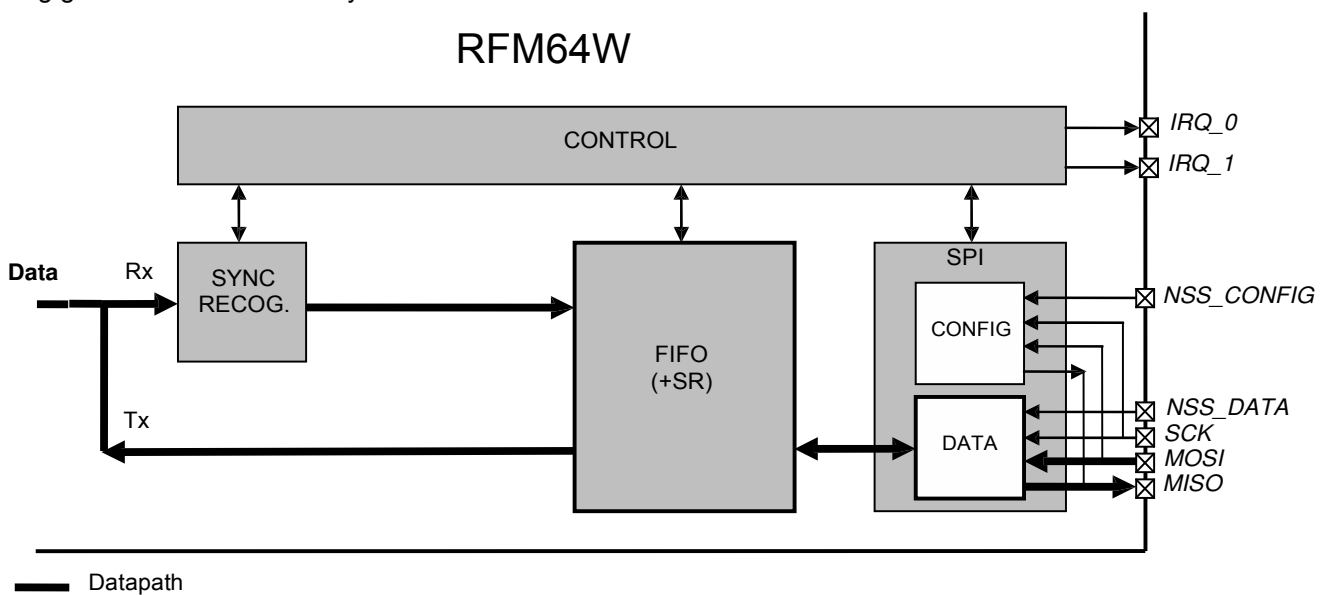 RFM64W
CONTROL
IRQ_0
IRQ_1
Data
Rx
SYNC
RECOG.
FIFO
(+SR)
SPI
CONFIG
NSS_CONFIG
Tx
DATA
NSS_DATA
SCK
MOSI
MISO
Datapath